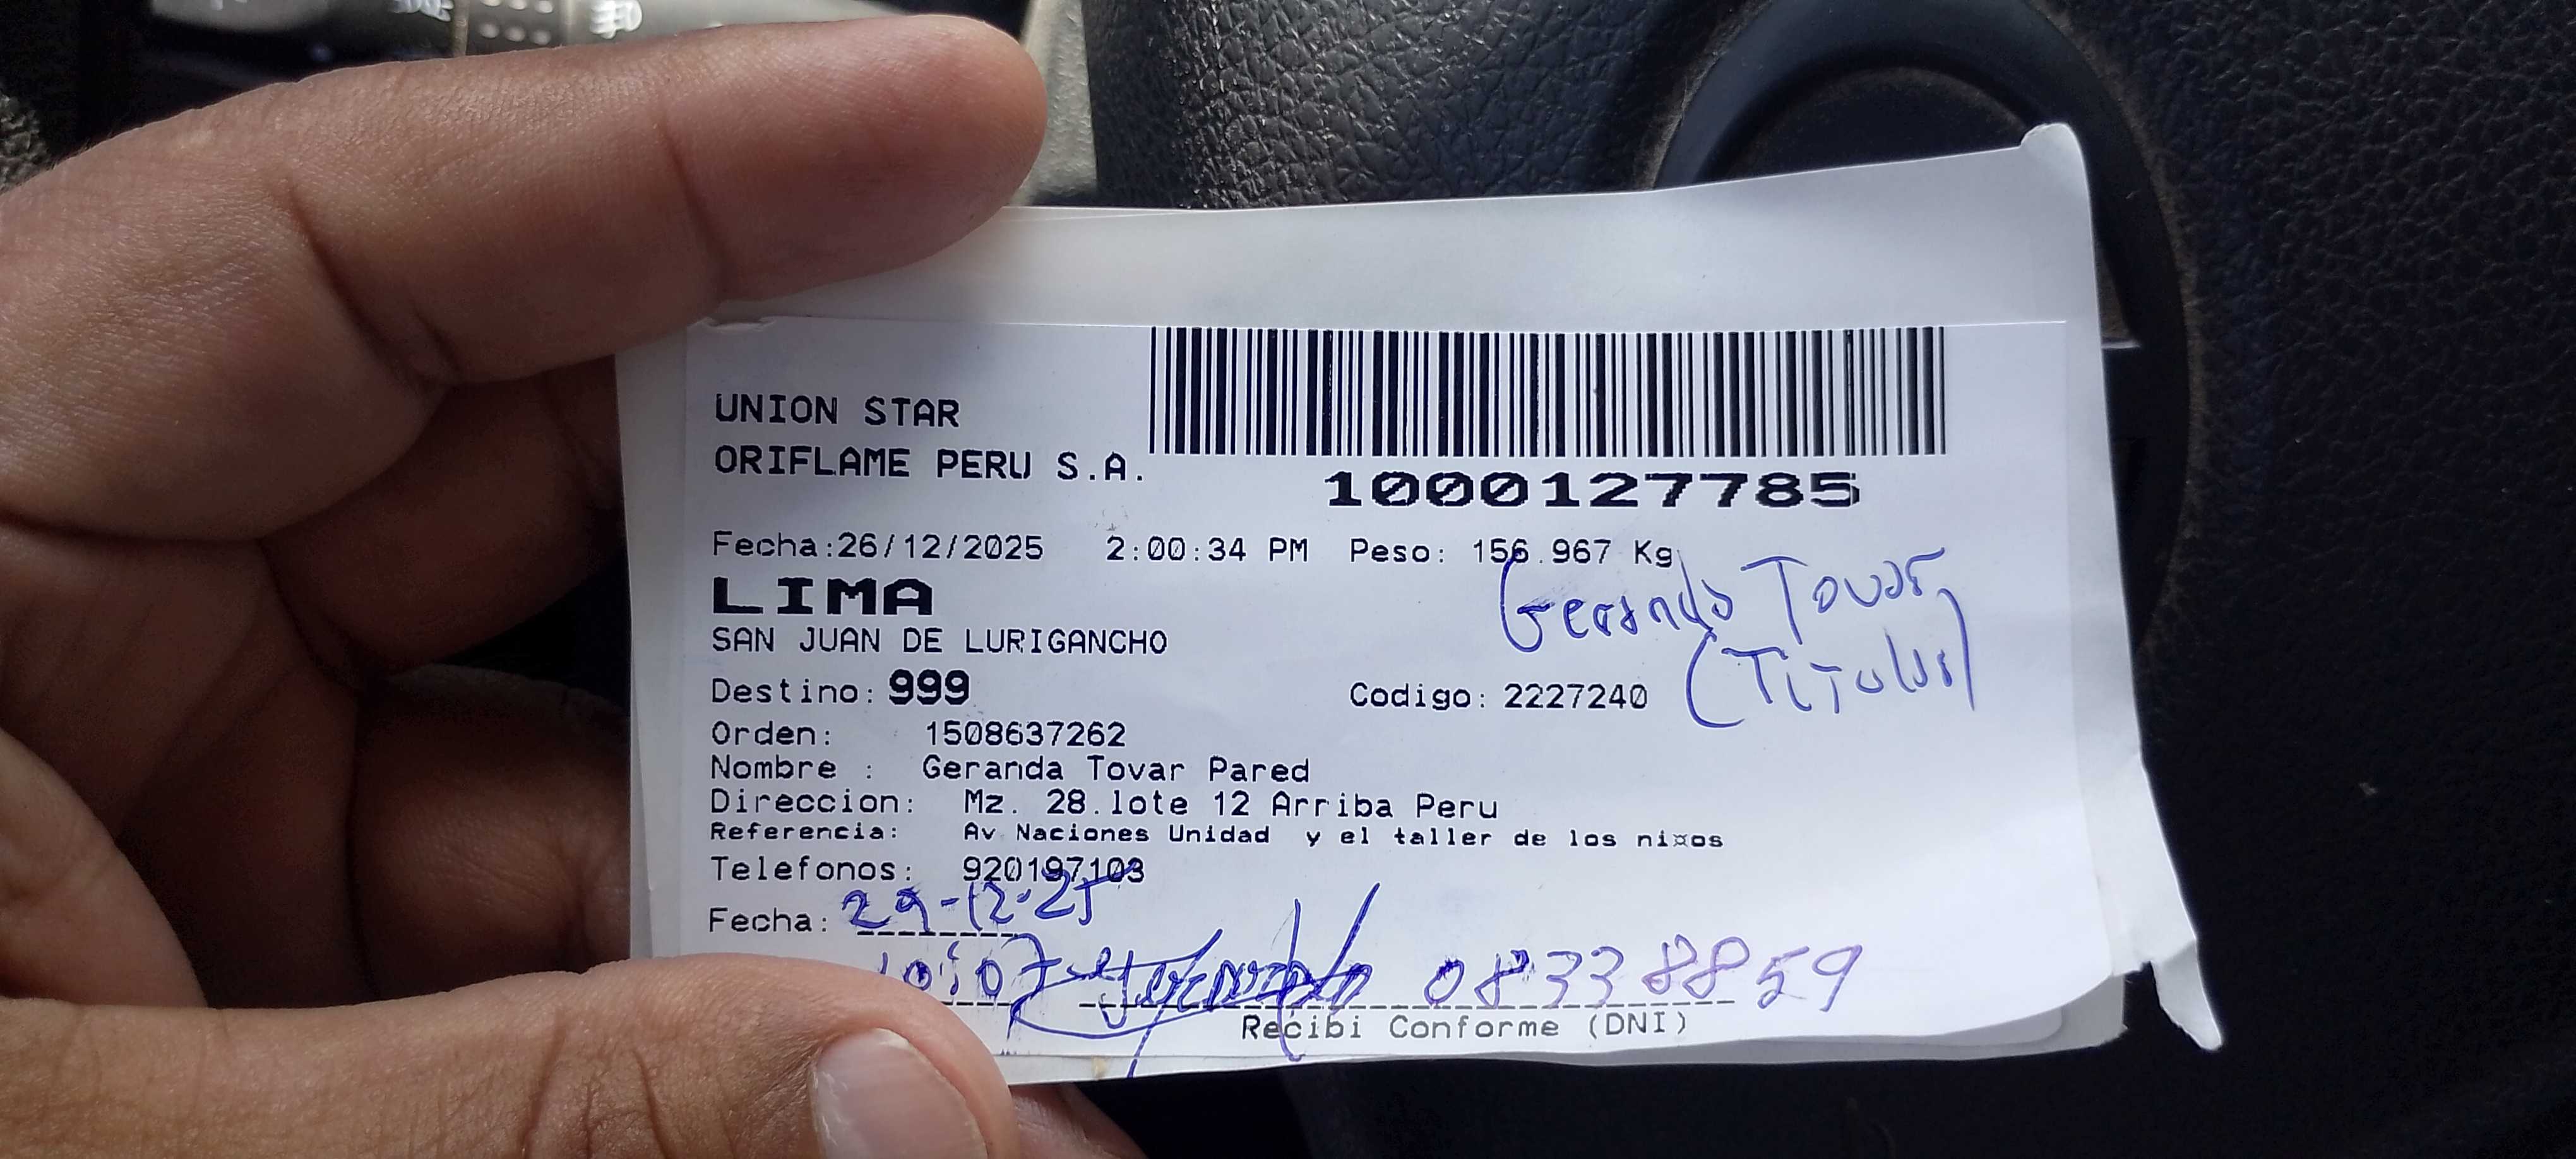 UNION STAR
ORIFLAME PERU S.A.
1000127785
Fecha:26/12/2025 2:00:34 PM Peso: 156.967 Kg
Geranda Tovar
LIMA
SAN JUAN DE LURIGANCHO
(Titular)
Destino: 999 Codigo: 2227240
Orden: 1508637262
Nombre : Geranda Tovar Pared
Direccion: Mz. 28.lote 12 Arriba Peru
Referencia: Av Naciones Unidad y el taller de los ni¤os
Telefonos: 920197103
Fecha: 29-12-25
08338859
Recibi Conforme (DNI)